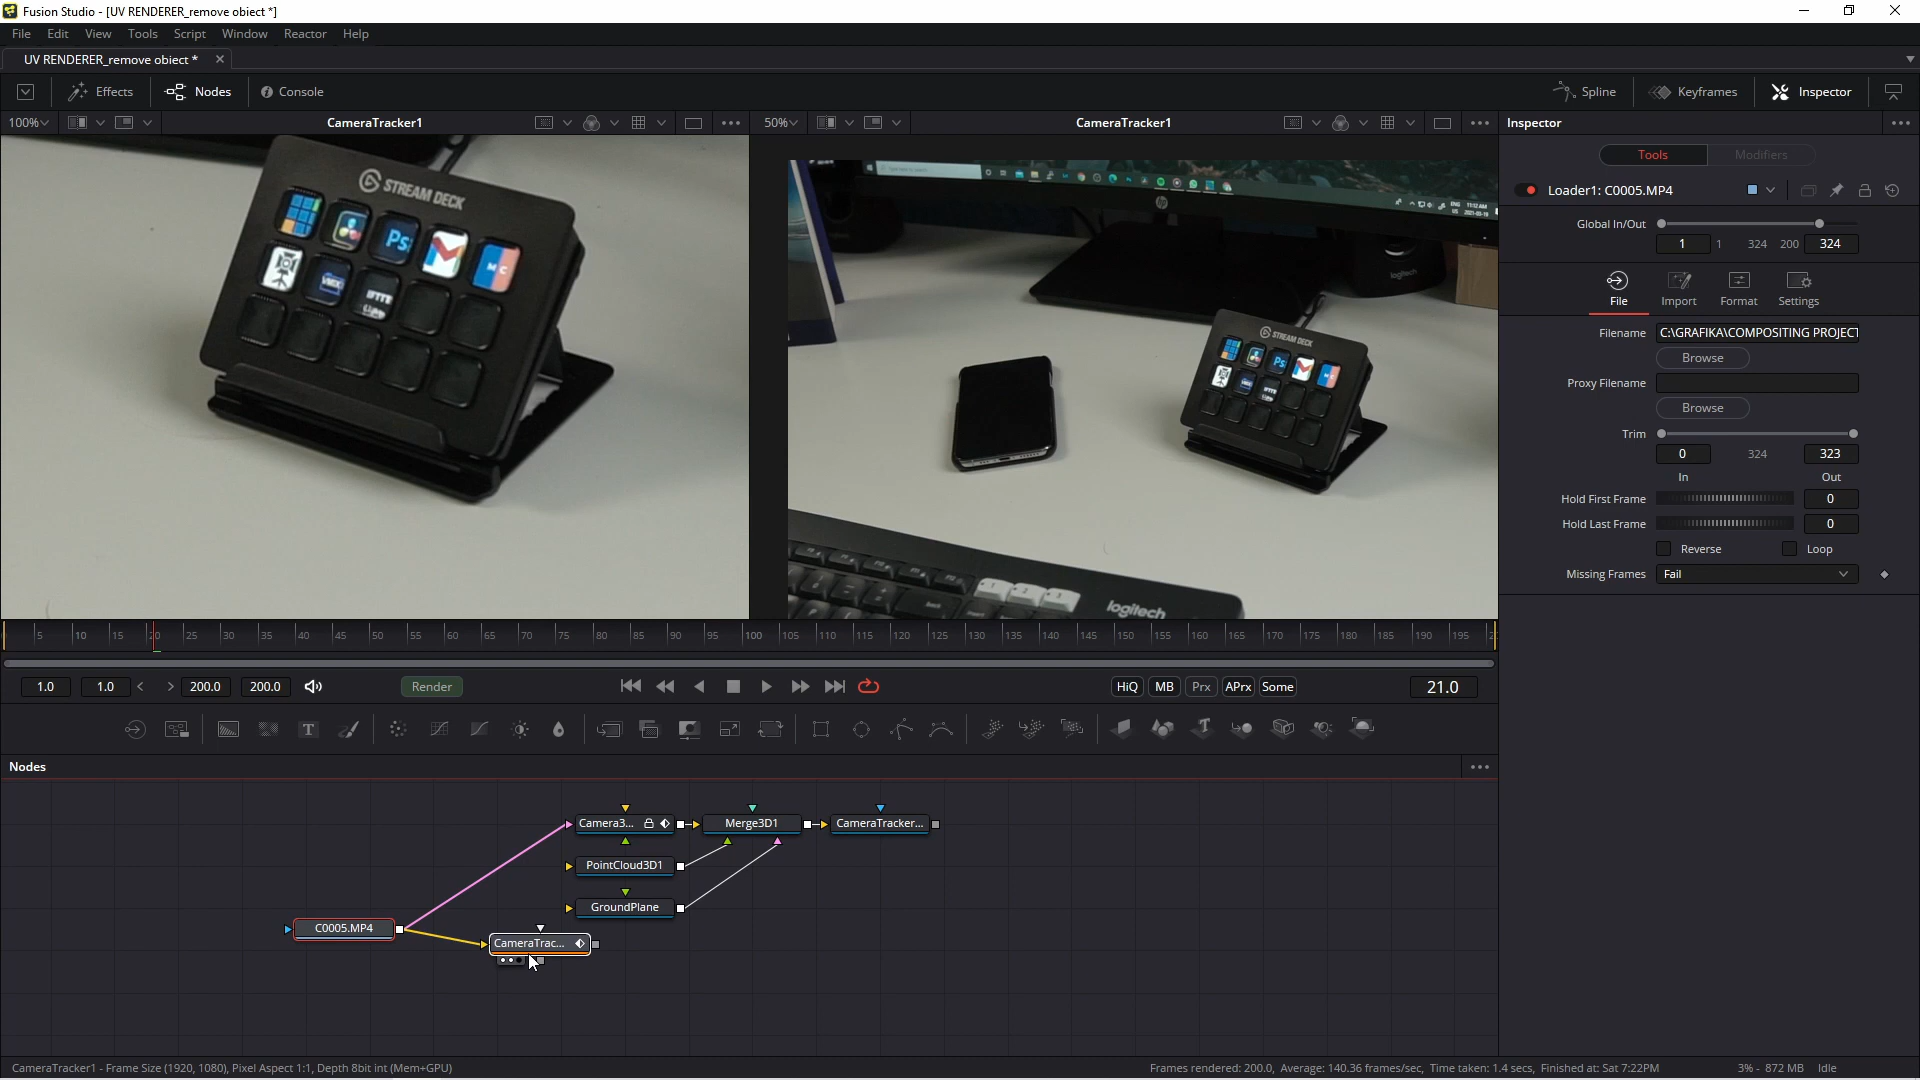 Fusion Studio - [UV RENDERER_remove obiect *]
File Edit View Tools Script Window Reactor Help
UV RENDERER_remove obiect *
Effects Nodes Console Spline Keyframes Inspector
100% CameraTracker1 50% CameraTracker1 Inspector
Tools Modifiers
Loader1: C0005.MP4
Global In/Out
1 1 324 200 324
File Import Format Settings
Filename C:\GRAFIKA\COMPOSITING PROJECT
Browse
Proxy Filename
Browse
Trim
0 324 323
In Out
Hold First Frame 0
Hold Last Frame 0
Reverse Loop
Missing Frames Fail
STREAM DECK
Ps M MC
IFTTT
hp
logitech
STREAM DECK
Ps M MC
logitech
5 10 15 20 25 30 35 40 45 50 55 60 65 70 75 80 85 90 95 100 105 110 115 120 125 130 135 140 145 150 155 160 165 170 175 180 185 190 195
1.0 1.0 200.0 200.0 Render HiQ MB Prx APrx Some 21.0
Nodes
Camera3... Merge3D1 CameraTracker...
PointCloud3D1
GroundPlane
C0005.MP4
CameraTrac...
CameraTracker1 - Frame Size (1920, 1080), Pixel Aspect 1:1, Depth 8bit int (Mem+GPU)
Frames rendered: 200.0, Average: 140.36 frames/sec, Time taken: 1.4 secs, Finished at: Sat 7:22PM
3% - 872 MB Idle